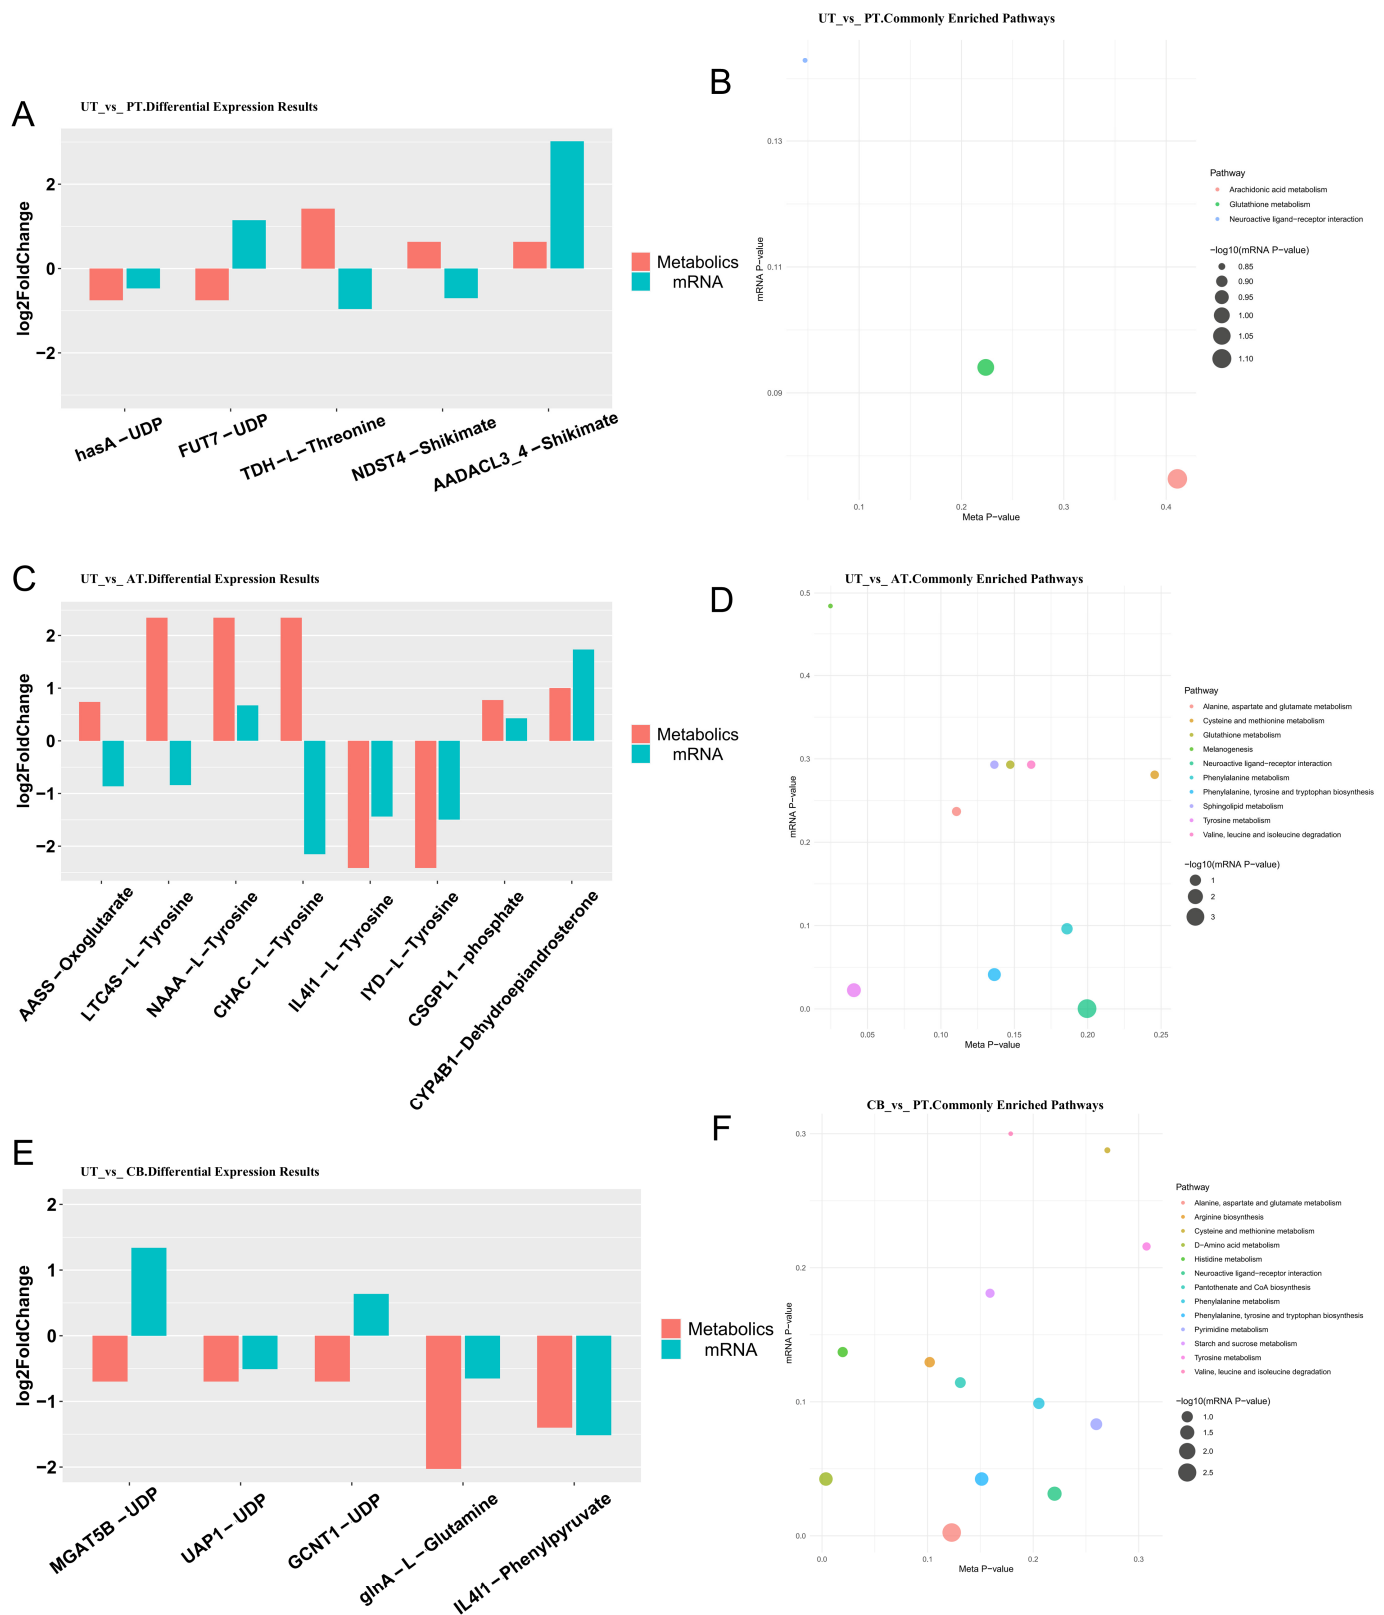 A
UT_vs_ PT.Differential Expression Results
log2FoldChange
2
0
−2
hasA−UDP
FUT7−UDP
TDH−L−Threonine
NDST4−Shikimate
AADACL3_4−Shikimate
Metabolics
mRNA
B
UT_vs_ PT.Commonly Enriched Pathways
mRNA P−value
0.13
0.11
0.09
0.1
0.2
0.3
0.4
Meta P−value
Pathway
Arachidonic acid metabolism
Glutathione metabolism
Neuroactive ligand−receptor interaction
−log10(mRNA P−value)
0.85
0.90
0.95
1.00
1.05
1.10
C
UT_vs_ AT.Differential Expression Results
log2FoldChange
2
1
0
−1
−2
AASS−Oxoglutarate
LTC4S−L−Tyrosine
NAAA−L−Tyrosine
CHAC−L−Tyrosine
IL4I1−L−Tyrosine
IYD−L−Tyrosine
CSGPL1−phosphate
CYP4B1−Dehydroepiandrosterone
Metabolics
mRNA
D
UT_vs_ AT.Commonly Enriched Pathways
mRNA P−value
0.5
0.4
0.3
0.2
0.1
0.0
0.05
0.10
0.15
0.20
0.25
Meta P−value
Pathway
Alanine, aspartate and glutamate metabolism
Cysteine and methionine metabolism
Glutathione metabolism
Melanogenesis
Neuroactive ligand−receptor interaction
Phenylalanine metabolism
Phenylalanine, tyrosine and tryptophan biosynthesis
Sphingolipid metabolism
Tyrosine metabolism
Valine, leucine and isoleucine degradation
−log10(mRNA P−value)
1
2
3
E
UT_vs_ CB.Differential Expression Results
log2FoldChange
2
1
0
−1
−2
MGAT5B−UDP
UAP1−UDP
GCNT1−UDP
glnA−L−Glutamine
IL4I1−Phenylpyruvate
Metabolics
mRNA
F
CB_vs_ PT.Commonly Enriched Pathways
mRNA P−value
0.3
0.2
0.1
0.0
0.0
0.1
0.2
0.3
Meta P−value
Pathway
Alanine, aspartate and glutamate metabolism
Arginine biosynthesis
Cysteine and methionine metabolism
D−Amino acid metabolism
Histidine metabolism
Neuroactive ligand−receptor interaction
Pantothenate and CoA biosynthesis
Phenylalanine metabolism
Phenylalanine, tyrosine and tryptophan biosynthesis
Pyrimidine metabolism
Starch and sucrose metabolism
Tyrosine metabolism
Valine, leucine and isoleucine degradation
−log10(mRNA P−value)
1.0
1.5
2.0
2.5